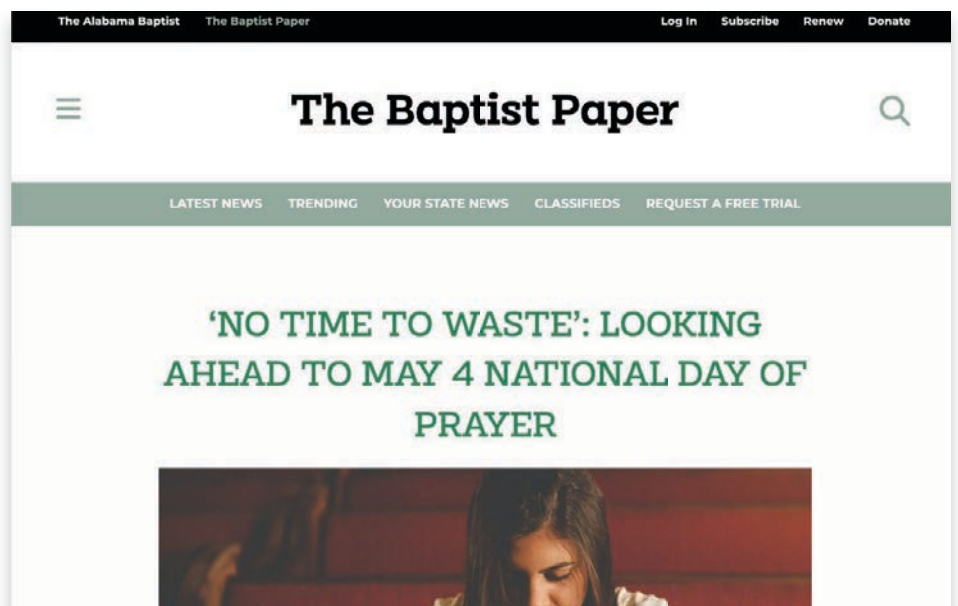 The Alabama Baptist The Baptist Paper Log In Subscribe Renew Donate
The Baptist Paper
LATEST NEWS TRENDING YOUR STATE NEWS CLASSIFIEDS REQUEST A FREE TRIAL
‘NO TIME TO WASTE’: LOOKING
AHEAD TO MAY 4 NATIONAL DAY OF
PRAYER